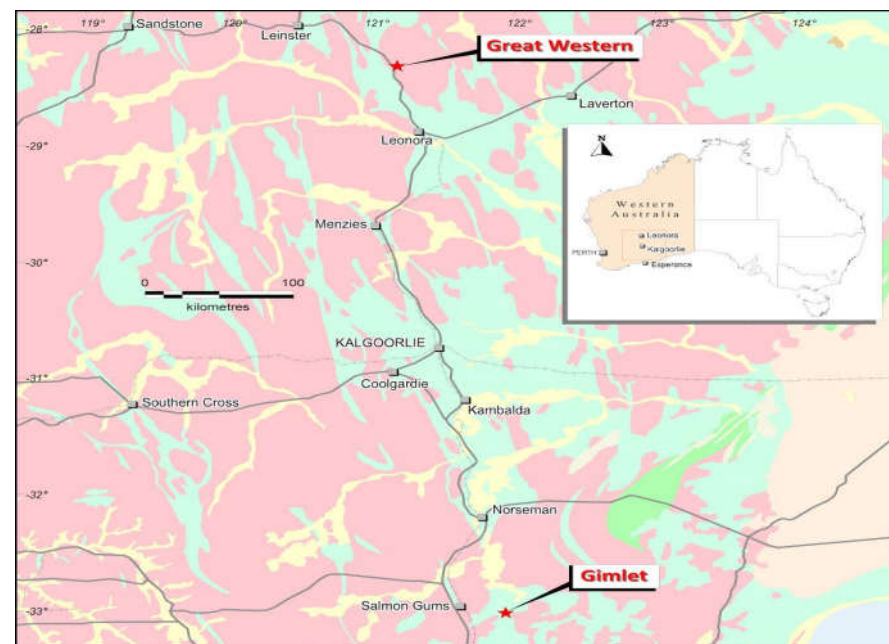 119°
120°
121°
122°
123°
124°
-28°
Sandstone
Leinster
Great Western
Laverton
Leonora
-29°
N
Western
Australia
Leonora
Kalgoorlie
PERTH
Esperance
Menzies
-30°
0
100
kilometres
KALGOORLIE
Coolgardie
-31°
Southern Cross
Kambalda
-32°
Norseman
Gimlet
Salmon Gums
-33°